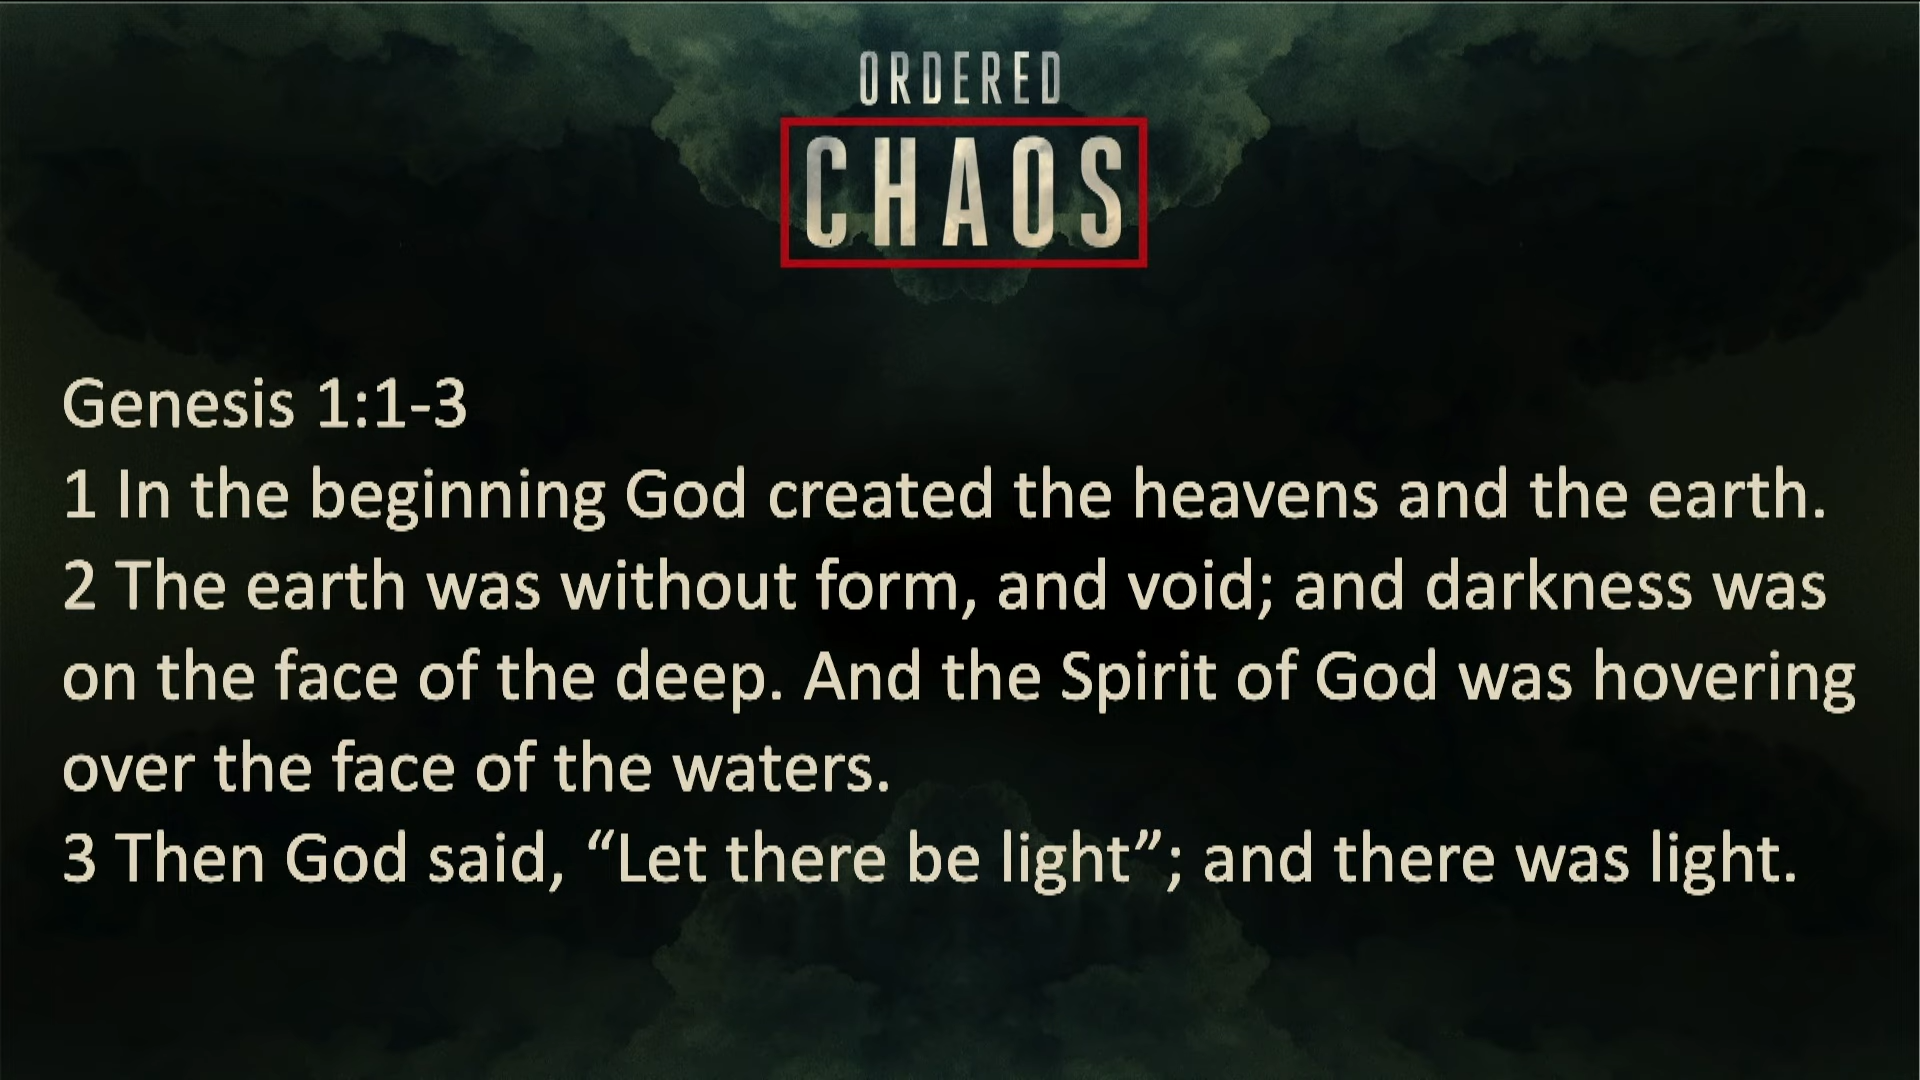 ORDERED
CHAOS
Genesis 1:1-3
1 In the beginning God created the heavens and the earth.
2 The earth was without form, and void; and darkness was
on the face of the deep. And the Spirit of God was hovering
over the face of the waters.
3 Then God said, “Let there be light”; and there was light.